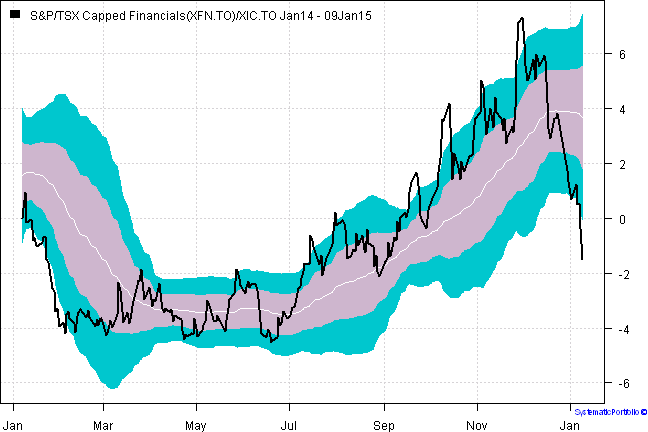 S&P/TSX Capped Financials(XFN.TO)/XIC.TO Jan14 - 09Jan15
6
4
2
0
-2
-4
-6
Jan Mar May Jul Sep Nov Jan
SystematicPortfolio ©